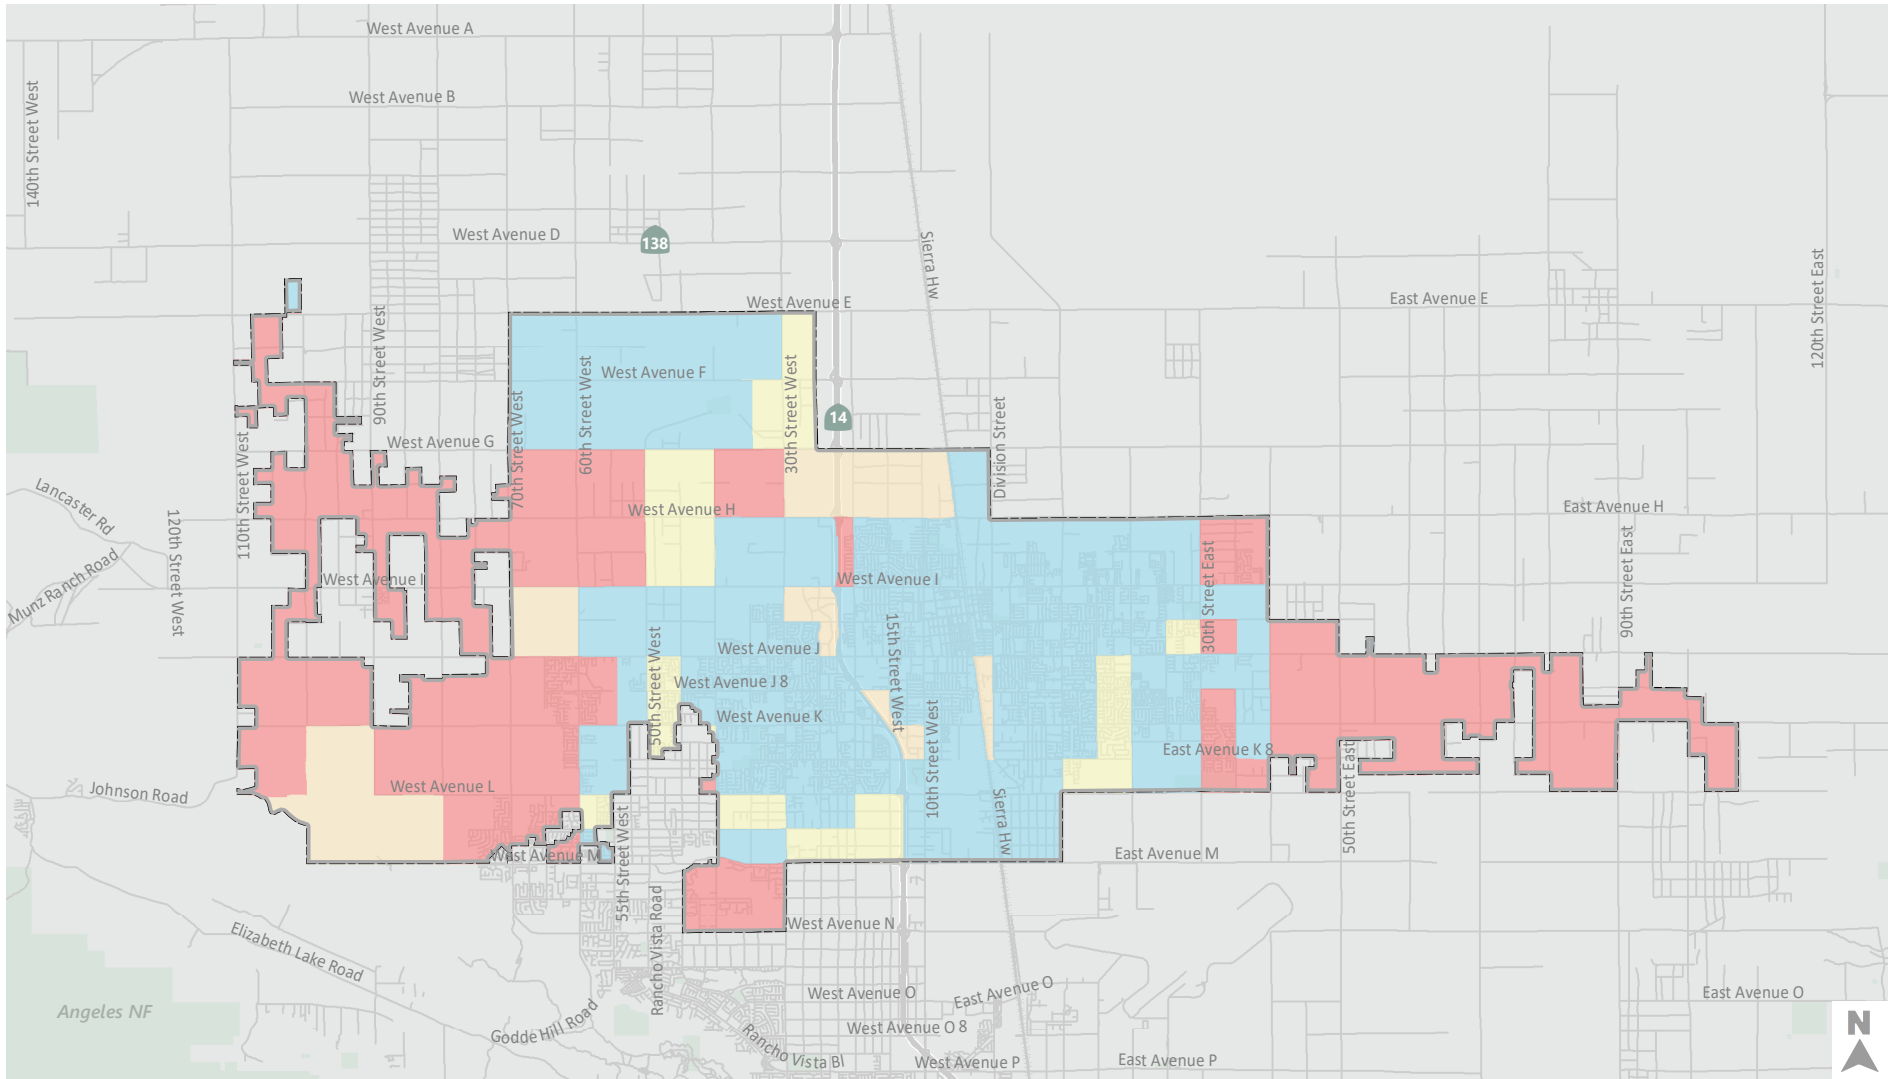 West Avenue A
West Avenue B
140th Street West
West Avenue D
138
Sierra Hw
120th Street East
West Avenue E
East Avenue E
90th Street West
60th Street West
West Avenue F
30th Street West
70th Street West
14
Division Street
West Avenue G
110th Street West
Lancaster Rd
120th Street West
West Avenue H
East Avenue H
Munz Ranch Road
West Avenue I
West Avenue I
30th Street East
90th Street East
15th Street West
50th Street West
West Avenue J
West Avenue J 8
West Avenue K
10th Street West
East Avenue K 8
50th Street East
Johnson Road
West Avenue L
Sierra Hw
55th Street West
West Avenue M
East Avenue M
Rancho Vista Road
West Avenue N
Elizabeth Lake Road
West Avenue O
East Avenue O
East Avenue O
Angeles NF
Godde Hill Road
West Avenue O 8
Rancho Vista Bl
West Avenue P
East Avenue P
N